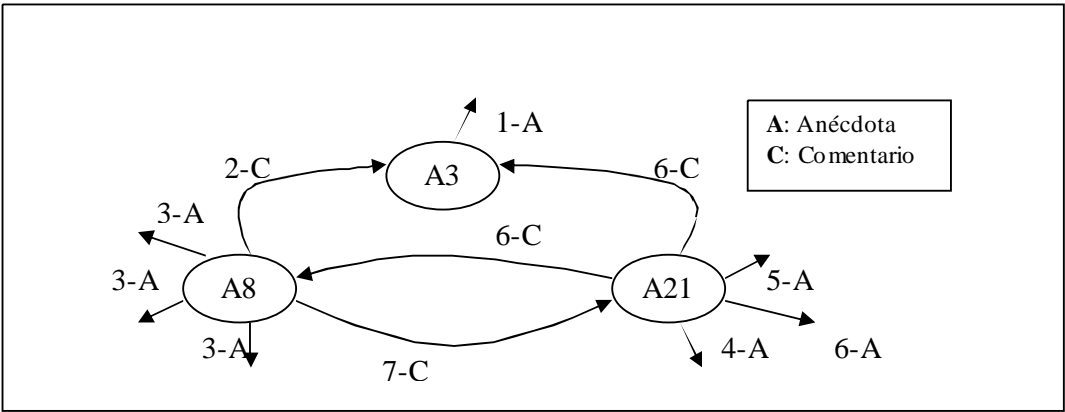 1-A
A: Anécdota
C: Comentario
2-C
A3
6-C
3-A
6-C
3-A
A8
A21
5-A
3-A
4-A
6-A
7-C